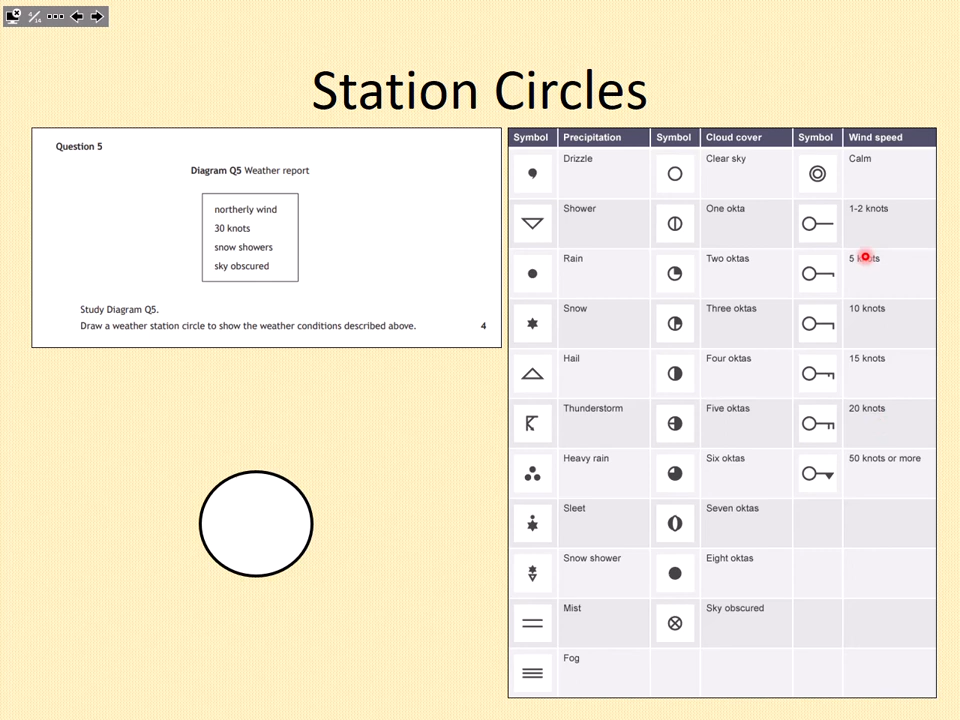 4/14
Station Circles
Question 5
Diagram Q5 Weather report
northerly wind
30 knots
snow showers
sky obscured
Study Diagram Q5.
Draw a weather station circle to show the weather conditions described above. 4
Symbol Precipitation Symbol Cloud cover Symbol Wind speed
Drizzle Clear sky Calm
Shower One okta 1-2 knots
Rain Two oktas 5 knots
Snow Three oktas 10 knots
Hail Four oktas 15 knots
Thunderstorm Five oktas 20 knots
Heavy rain Six oktas 50 knots or more
Sleet Seven oktas
Snow shower Eight oktas
Mist Sky obscured
Fog